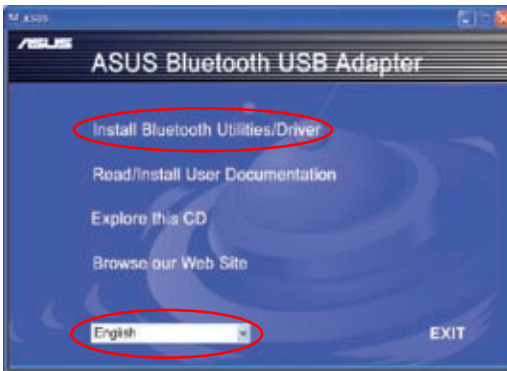 ASUS
ASUS
ASUS Bluetooth USB Adapter
Install Bluetooth Utilities/Driver
Read/Install User Documentation
Explore this CD
Browse our Web Site
English
EXIT